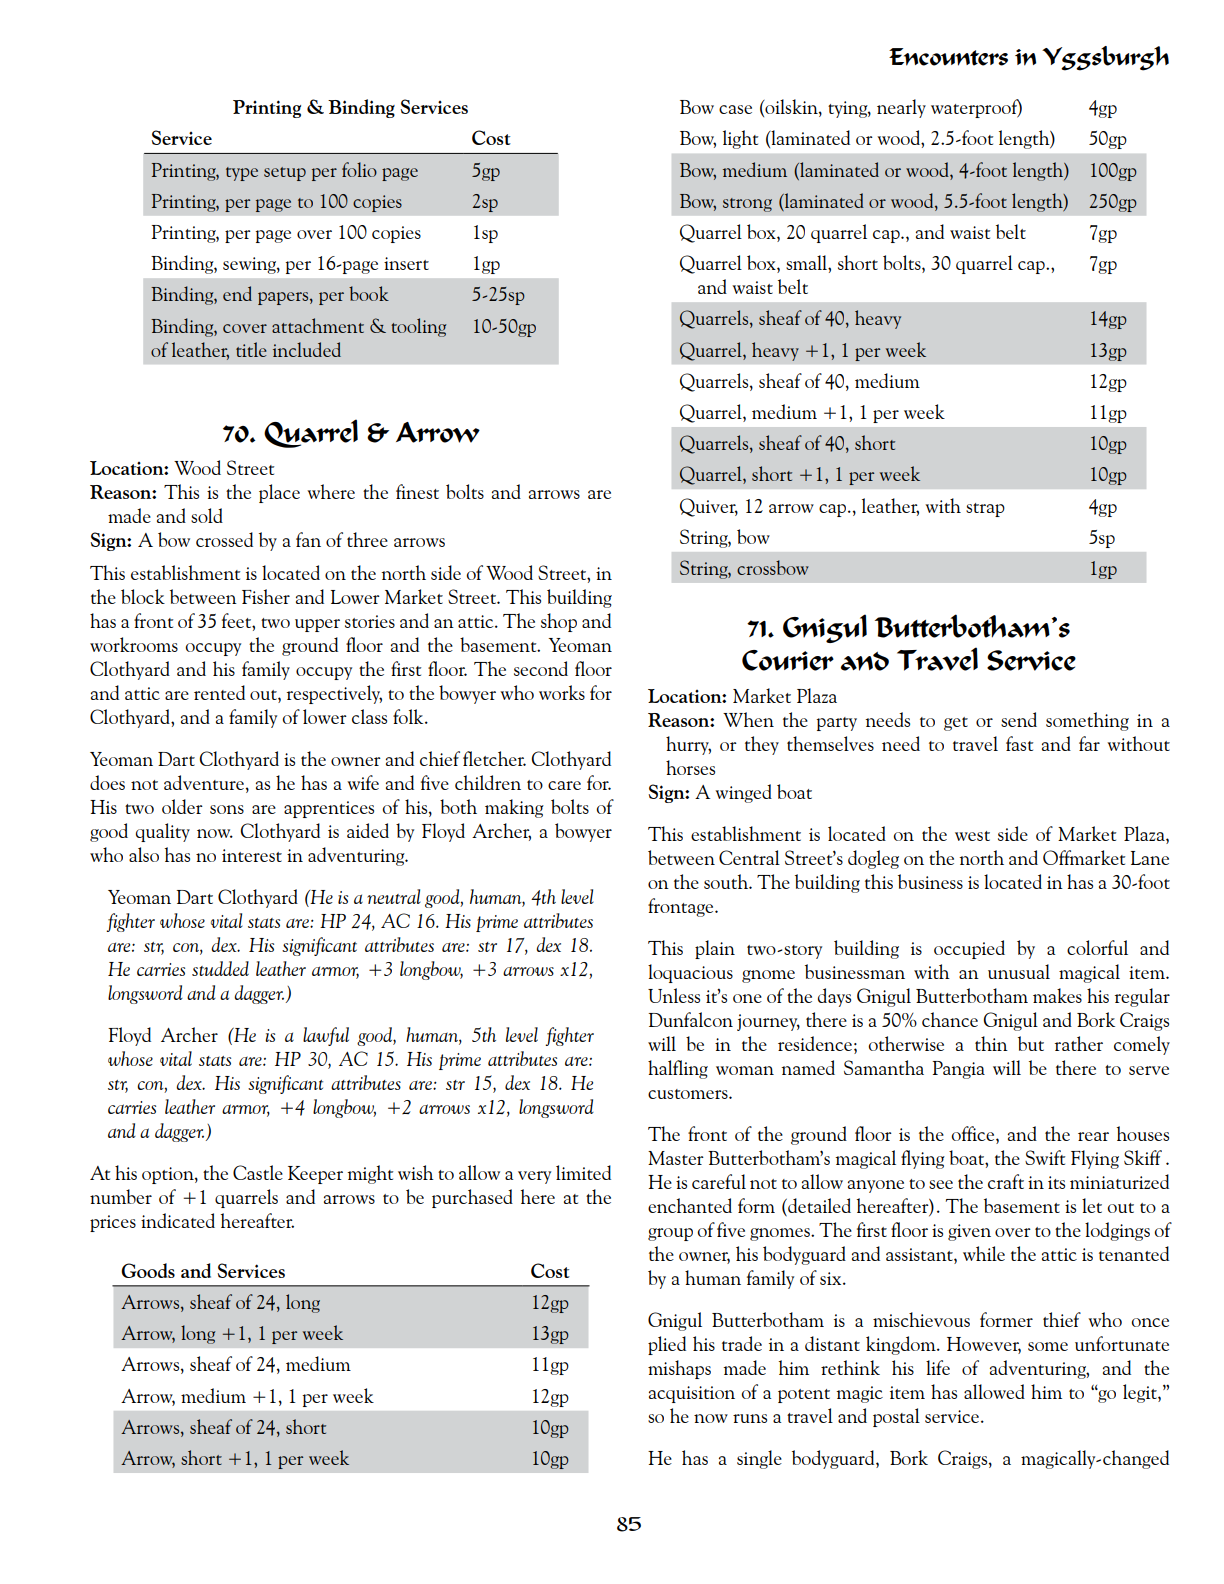 Encounters in Yggsburgh
Printing & Binding Services
Service Cost
Printing, type setup per folio page 5gp
Printing, per page to 100 copies 2sp
Printing, per page over 100 copies 1sp
Binding, sewing, per 16-page insert 1gp
Binding, end papers, per book 5-25sp
Binding, cover attachment & tooling 10-50gp
of leather, title included
70. Quarrel & Arrow
Location: Wood Street
Reason: This is the place where the finest bolts and arrows are
made and sold
Sign: A bow crossed by a fan of three arrows
This establishment is located on the north side of Wood Street, in
the block between Fisher and Lower Market Street. This building
has a front of 35 feet, two upper stories and an attic. The shop and
workrooms occupy the ground floor and the basement. Yeoman
Clothyard and his family occupy the first floor. The second floor
and attic are rented out, respectively, to the bowyer who works for
Clothyard, and a family of lower class folk.
Yeoman Dart Clothyard is the owner and chief fletcher. Clothyard
does not adventure, as he has a wife and five children to care for.
His two older sons are apprentices of his, both making bolts of
good quality now. Clothyard is aided by Floyd Archer, a bowyer
who also has no interest in adventuring.
Yeoman Dart Clothyard (He is a neutral good, human, 4th level
fighter whose vital stats are: HP 24, AC 16. His prime attributes
are: str, con, dex. His significant attributes are: str 17, dex 18.
He carries studded leather armor, +3 longbow, +3 arrows x12,
longsword and a dagger.)
Floyd Archer (He is a lawful good, human, 5th level fighter
whose vital stats are: HP 30, AC 15. His prime attributes are:
str, con, dex. His significant attributes are: str 15, dex 18. He
carries leather armor, +4 longbow, +2 arrows x12, longsword
and a dagger.)
At his option, the Castle Keeper might wish to allow a very limited
number of +1 quarrels and arrows to be purchased here at the
prices indicated hereafter.
Goods and Services Cost
Arrows, sheaf of 24, long 12gp
Arrow, long +1, 1 per week 13gp
Arrows, sheaf of 24, medium 11gp
Arrow, medium +1, 1 per week 12gp
Arrows, sheaf of 24, short 10gp
Arrow, short +1, 1 per week 10gp
Bow case (oilskin, tying, nearly waterproof) 4gp
Bow, light (laminated or wood, 2.5-foot length) 50gp
Bow, medium (laminated or wood, 4-foot length) 100gp
Bow, strong (laminated or wood, 5.5-foot length) 250gp
Quarrel box, 20 quarrel cap., and waist belt 7gp
Quarrel box, small, short bolts, 30 quarrel cap., 7gp
and waist belt
Quarrels, sheaf of 40, heavy 14gp
Quarrel, heavy +1, 1 per week 13gp
Quarrels, sheaf of 40, medium 12gp
Quarrel, medium +1, 1 per week 11gp
Quarrels, sheaf of 40, short 10gp
Quarrel, short +1, 1 per week 10gp
Quiver, 12 arrow cap., leather, with strap 4gp
String, bow 5sp
String, crossbow 1gp
71. Gnigul Butterbotham's
Courier and Travel Service
Location: Market Plaza
Reason: When the party needs to get or send something in a
hurry, or they themselves need to travel fast and far without
horses
Sign: A winged boat
This establishment is located on the west side of Market Plaza,
between Central Street's dogleg on the north and Offmarket Lane
on the south. The building this business is located in has a 30-foot
frontage.
This plain two-story building is occupied by a colorful and
loquacious gnome businessman with an unusual magical item.
Unless it's one of the days Gnigul Butterbotham makes his regular
Dunfalcon journey, there is a 50% chance Gnigul and Bork Craigs
will be in the residence; otherwise a thin but rather comely
halfling woman named Samantha Pangia will be there to serve
customers.
The front of the ground floor is the office, and the rear houses
Master Butterbotham's magical flying boat, the Swift Flying Skiff .
He is careful not to allow anyone to see the craft in its miniaturized
enchanted form (detailed hereafter). The basement is let out to a
group of five gnomes. The first floor is given over to the lodgings of
the owner, his bodyguard and assistant, while the attic is tenanted
by a human family of six.
Gnigul Butterbotham is a mischievous former thief who once
plied his trade in a distant kingdom. However, some unfortunate
mishaps made him rethink his life of adventuring, and the
acquisition of a potent magic item has allowed him to “go legit,”
so he now runs a travel and postal service.
He has a single bodyguard, Bork Craigs, a magically-changed
85